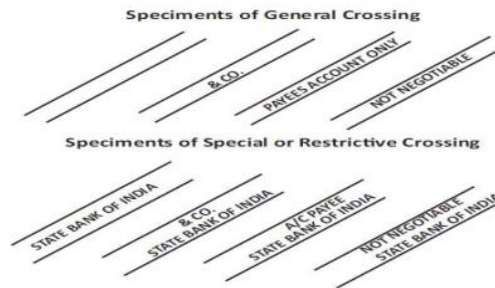 Speciments of General Crossing
& CO.
PAYEES ACCOUNT ONLY
NOT NEGOTIABLE
Speciments of Special or Restrictive Crossing
STATE BANK OF INDIA
& CO.
STATE BANK OF INDIA
A/C PAYEE
STATE BANK OF INDIA
NOT NEGOTIABLE
STATE BANK OF INDIA